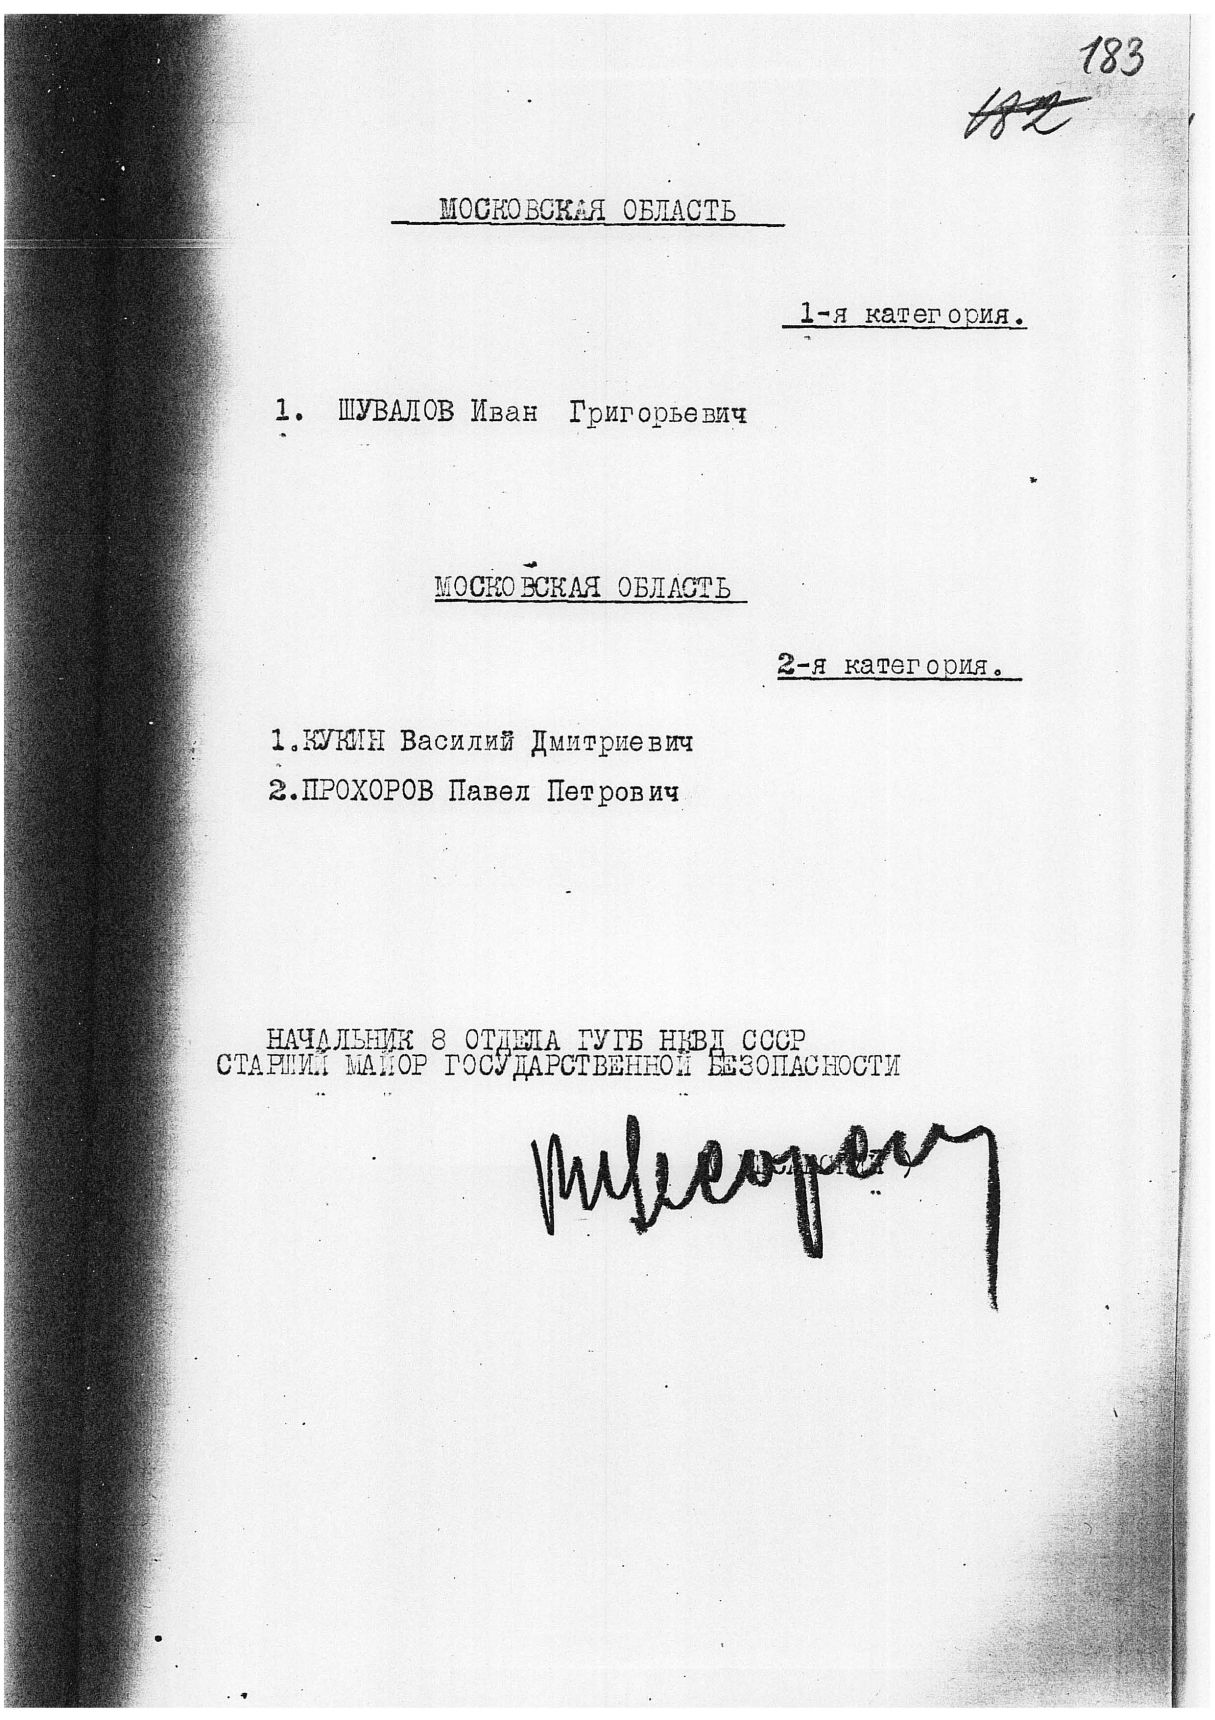 183
182
МОСКОВСКАЯ ОБЛАСТЬ
1-я категория.
1. ШУВАЛОВ Иван Григорьевич
МОСКОВСКАЯ ОБЛАСТЬ
2-я категория.
1.КУКИН Василий Дмитриевич
2.ПРОХОРОВ Павел Петрович
НАЧАЛЬНИК 8 ОТДЕЛА ГУГБ НКВД СССР
СТАРШИЙ МАЙОР ГОСУДАРСТВЕННОЙ БЕЗОПАСНОСТИ